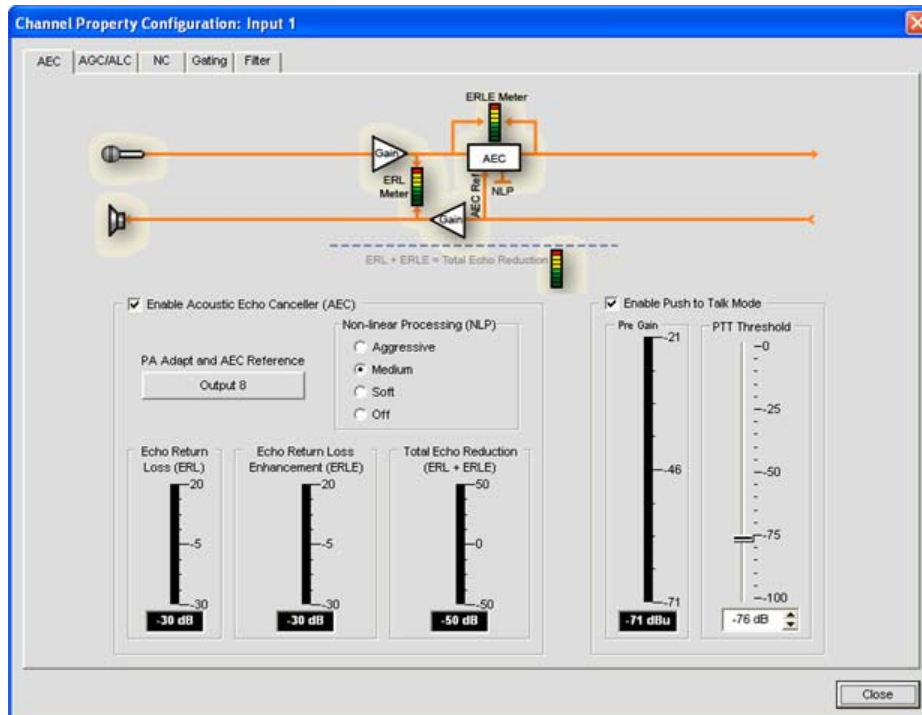 Channel Property Configuration: Input 1
AEC
AGC/ALC
NC
Gating
Filter
ERLE Meter
Gain
AEC
ERL
Meter
AEC Ref
NLP
Gain
ERL + ERLE = Total Echo Reduction
Enable Acoustic Echo Canceller (AEC)
PA Adapt and AEC Reference
Output 8
Non-linear Processing (NLP)
Aggressive
Medium
Soft
Off
Echo Return
Loss (ERL)
20
-5
-30
-30 dB
Echo Return Loss
Enhancement (ERLE)
20
-5
-30
-30 dB
Total Echo Reduction
(ERL + ERLE)
50
0
-50
-50 dB
Enable Push to Talk Mode
Pre Gain
-21
-46
-71
-71 dBu
PTT Threshold
0
-25
-50
-75
-100
-76 dB
Close